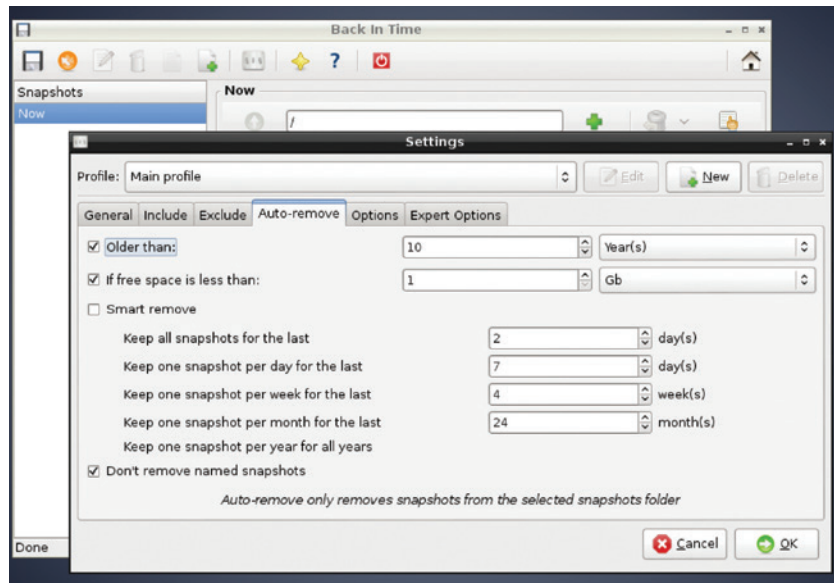 Back In Time
?
Snapshots
Now
Now
/
Settings
Profile: Main profile Edit New Delete
General Include Exclude Auto-remove Options Expert Options
Older than: 10 Year(s)
If free space is less than: 1 Gb
Smart remove
Keep all snapshots for the last 2 day(s)
Keep one snapshot per day for the last 7 day(s)
Keep one snapshot per week for the last 4 week(s)
Keep one snapshot per month for the last 24 month(s)
Keep one snapshot per year for all years
Don't remove named snapshots
Auto-remove only removes snapshots from the selected snapshots folder
Cancel OK
Done